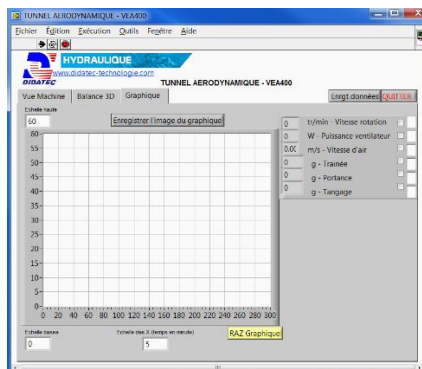 TUNNEL AERODYNAMIQUE - VEA400
Fichier Édition Exécution Outils Fenêtre Aide
HYDRAULIQUE
www.didatec-technologie.com
DIDATEC
TUNNEL AERODYNAMIQUE - VEA400
Vue Machine Balance 3D Graphique Enrgt données QUITTER
Echelle haute
60 Enregistrer l'image du graphique
0 tr/min - Vitesse rotation
0 W - Puissance ventilateur
0.00 m/s - Vitesse d'air
0 g - Trainée
0 g - Portance
0 g - Tangage
60
55
50
45
40
35
30
25
20
15
10
5
0
0 20 40 60 80 100 120 140 160 180 200 220 240 260 280 300
Echelle basse Echelle des X (temps en minute) RAZ Graphique
0 5